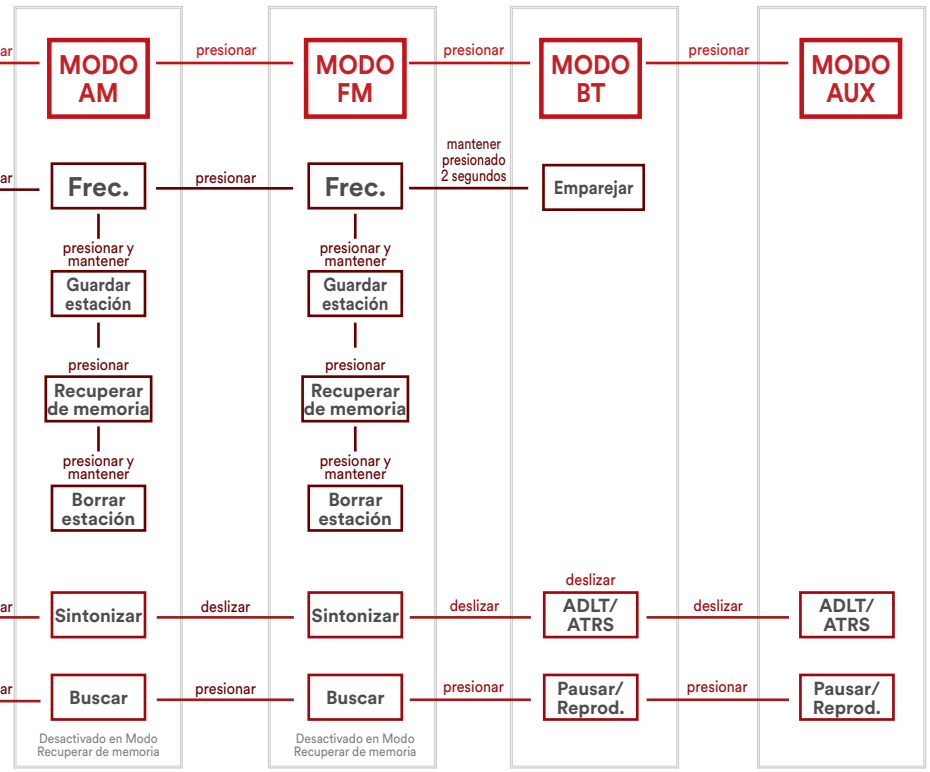 ar
presionar
presionar
presionar
MODO
AM
MODO
FM
MODO
BT
MODO
AUX
mantener
presionado
2 segundos
ar
presionar
Frec.
Frec.
Emparejar
presionar y
mantener
presionar y
mantener
Guardar
estación
Guardar
estación
presionar
presionar
Recuperar
de memoria
Recuperar
de memoria
presionar y
mantener
presionar y
mantener
Borrar
estación
Borrar
estación
deslizar
ar
deslizar
deslizar
deslizar
Sintonizar
Sintonizar
ADLT/
ATRS
ADLT/
ATRS
ar
presionar
presionar
presionar
Buscar
Buscar
Pausar/
Reprod.
Pausar/
Reprod.
Desactivado en Modo
Recuperar de memoria
Desactivado en Modo
Recuperar de memoria